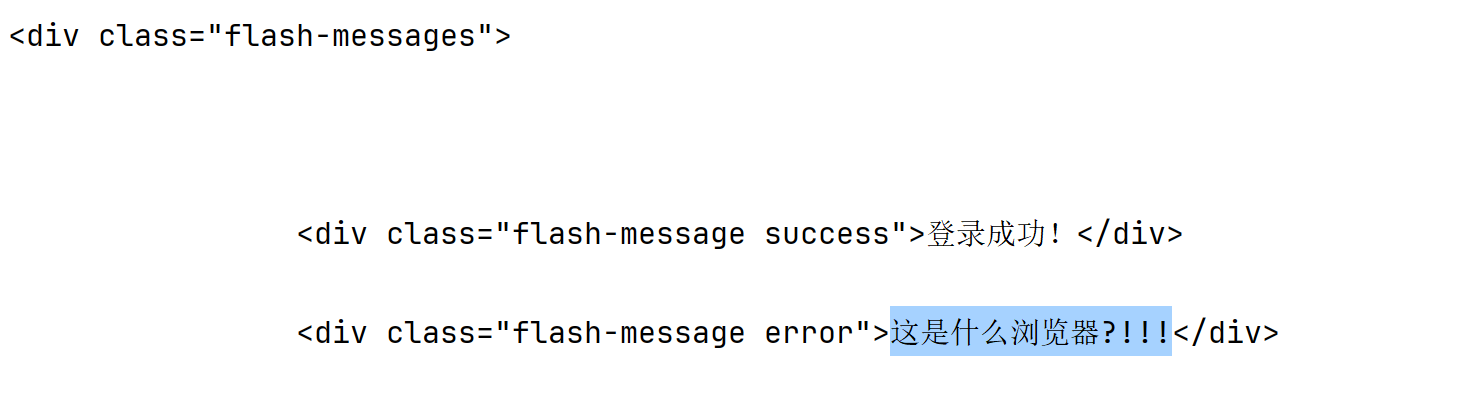 <div class="flash-messages">
<div class="flash-message success">登录成功！</div>
<div class="flash-message error">这是什么浏览器?!!!</div>